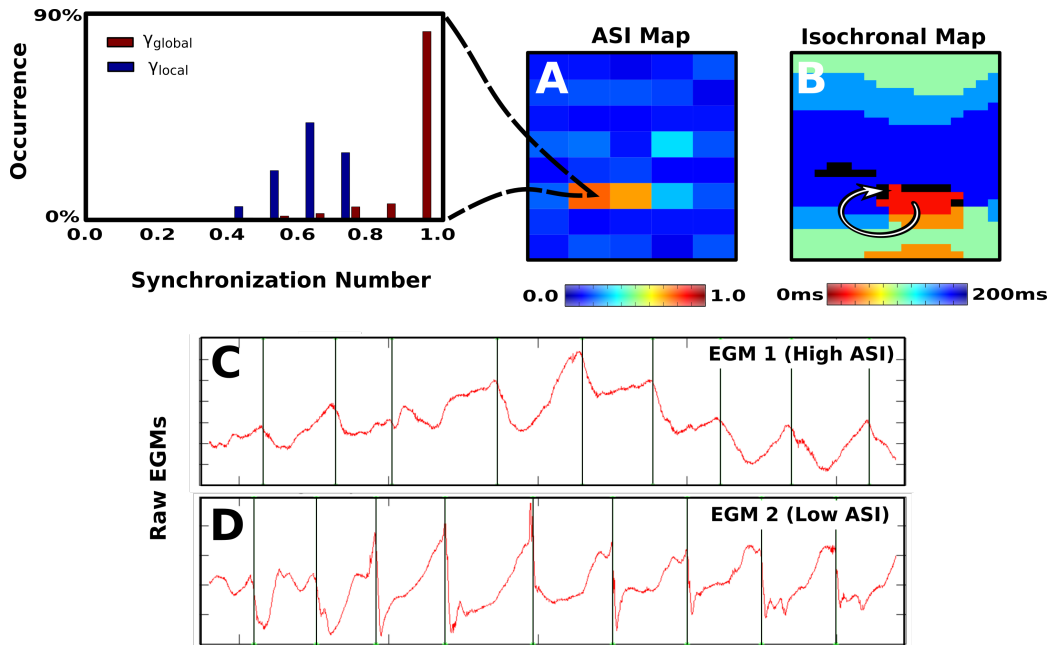 90%
0%
Occurrence
γglobal
γlocal
0.0 0.2 0.4 0.6 0.8 1.0
Synchronization Number
ASI Map
A
0.0 1.0
Isochronal Map
B
0ms 200ms
Raw EGMs
C
EGM 1 (High ASI)
D
EGM 2 (Low ASI)